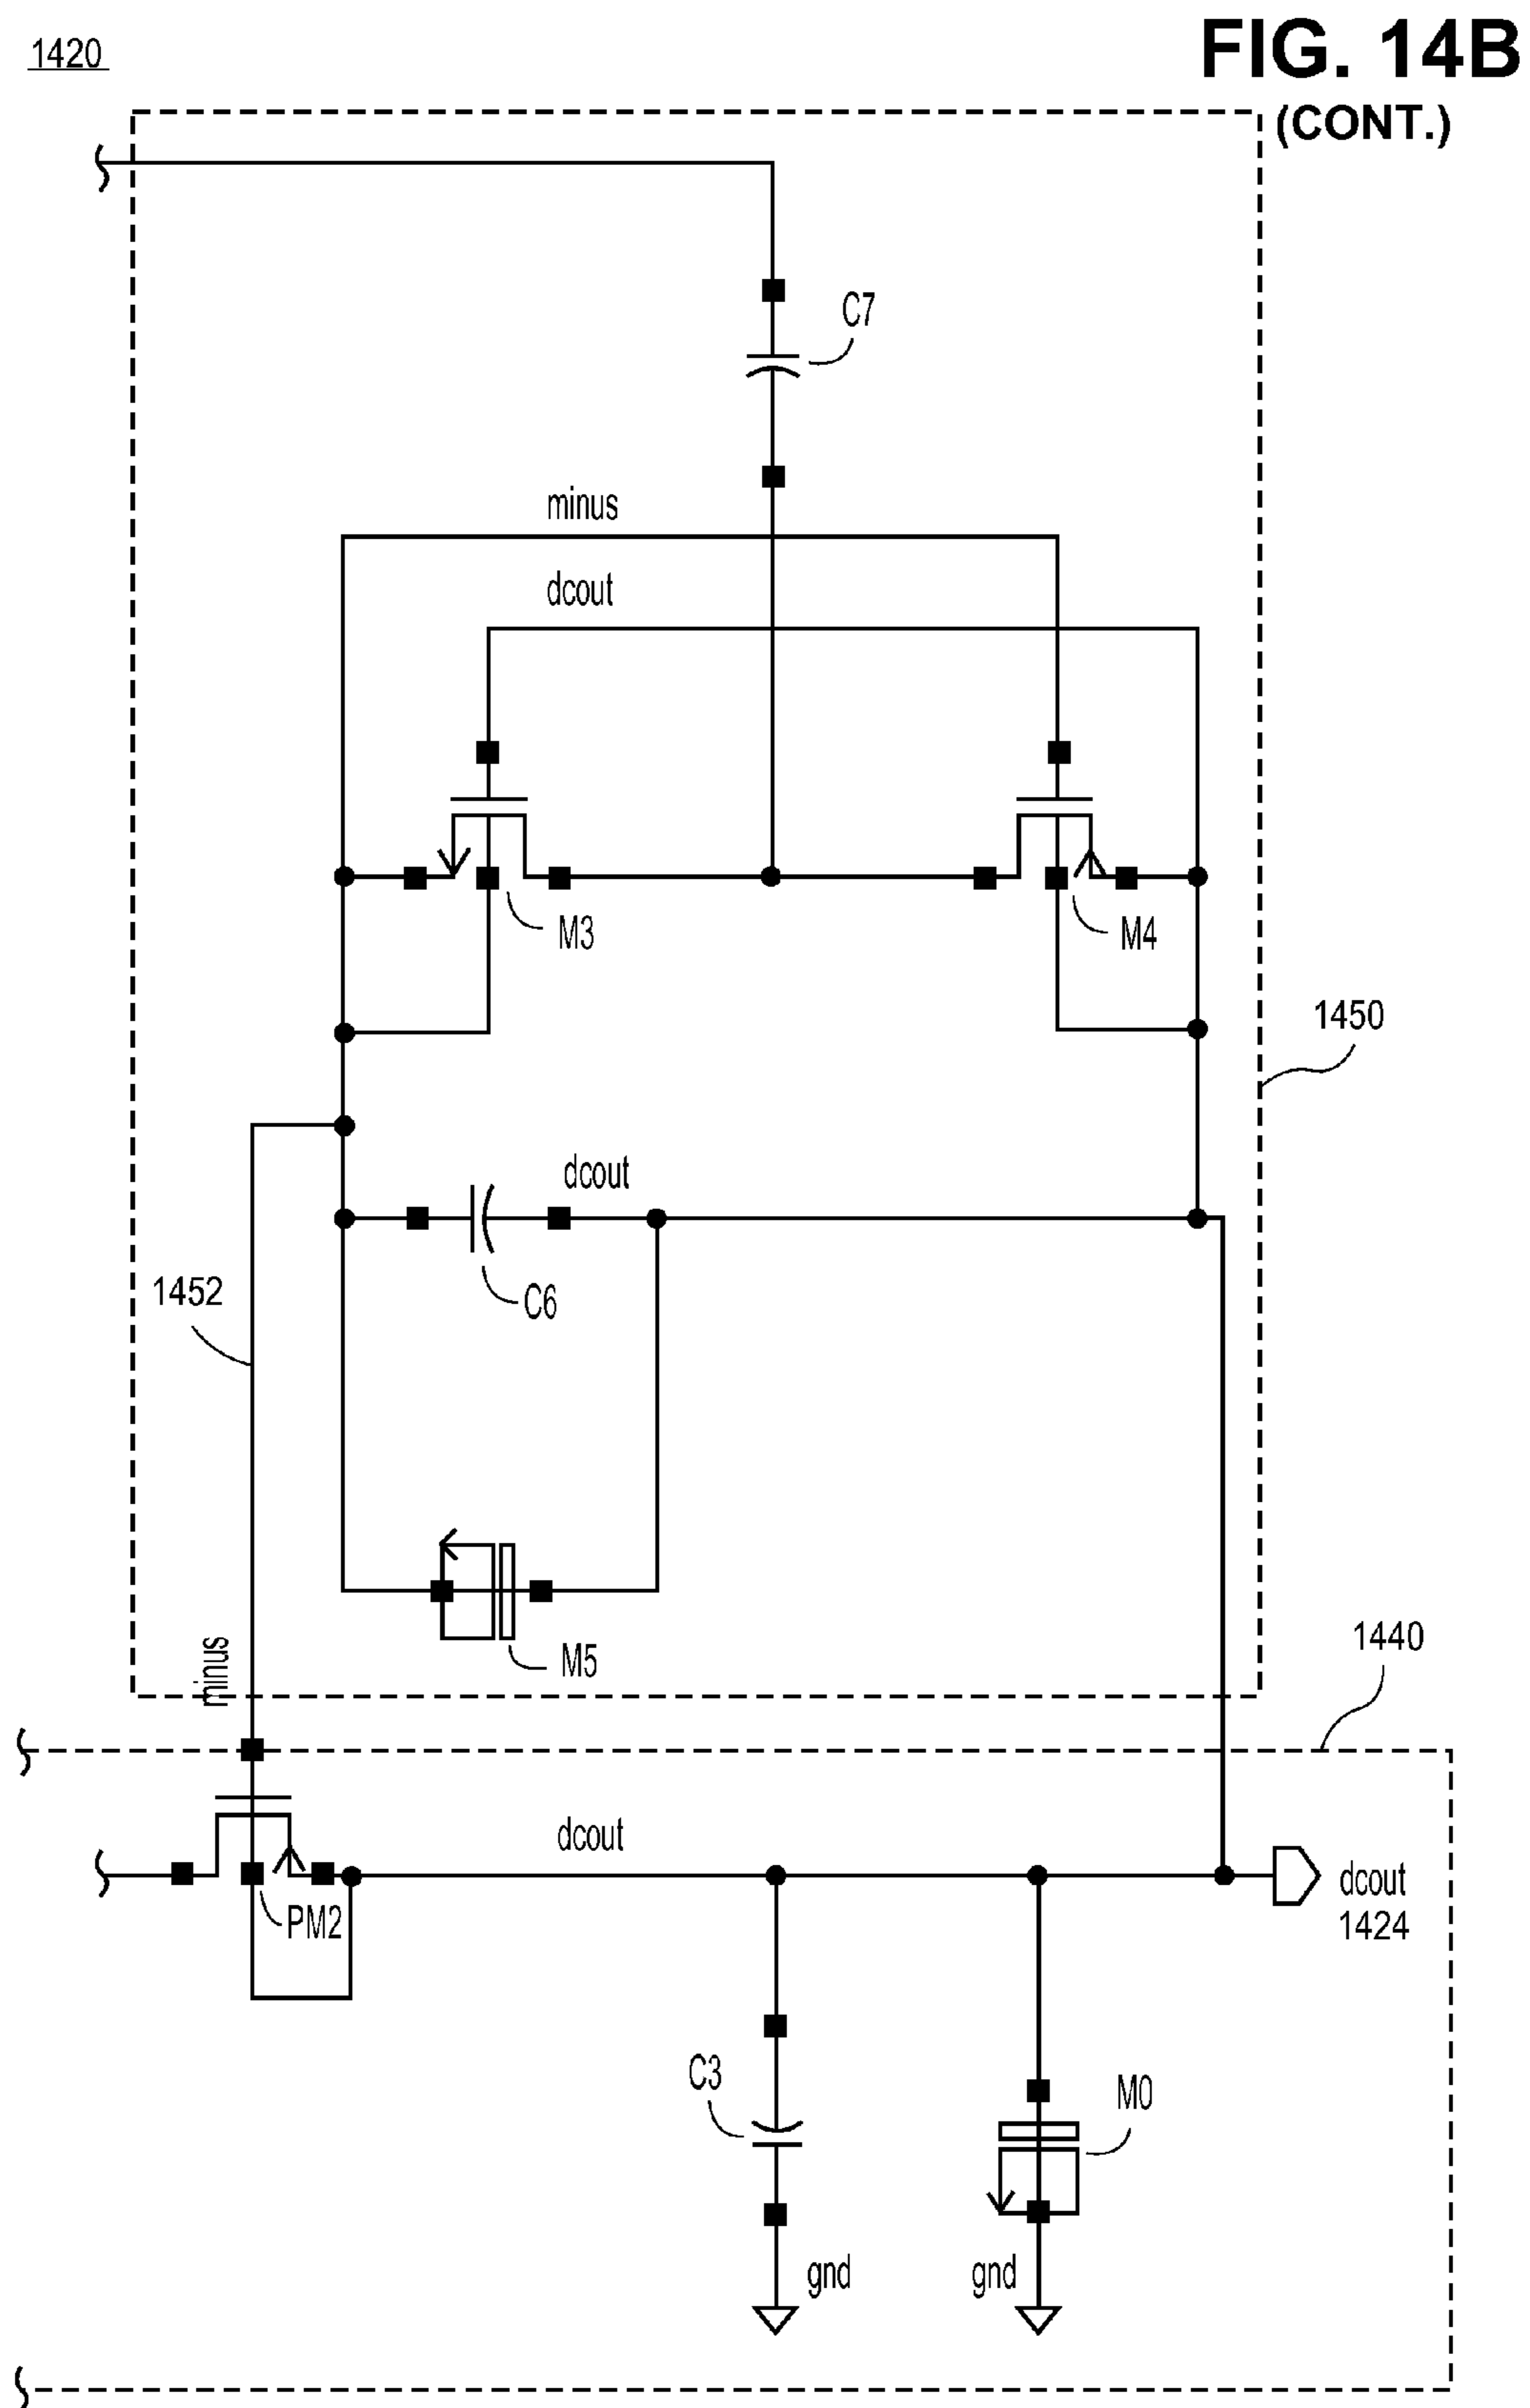 1420
FIG. 14B
(CONT.)
C7
minus
dcout
M3
M4
1450
dcout
1452
C6
M5
minus
1440
dcout
dcout
1424
PM2
C3
M0
gnd
gnd